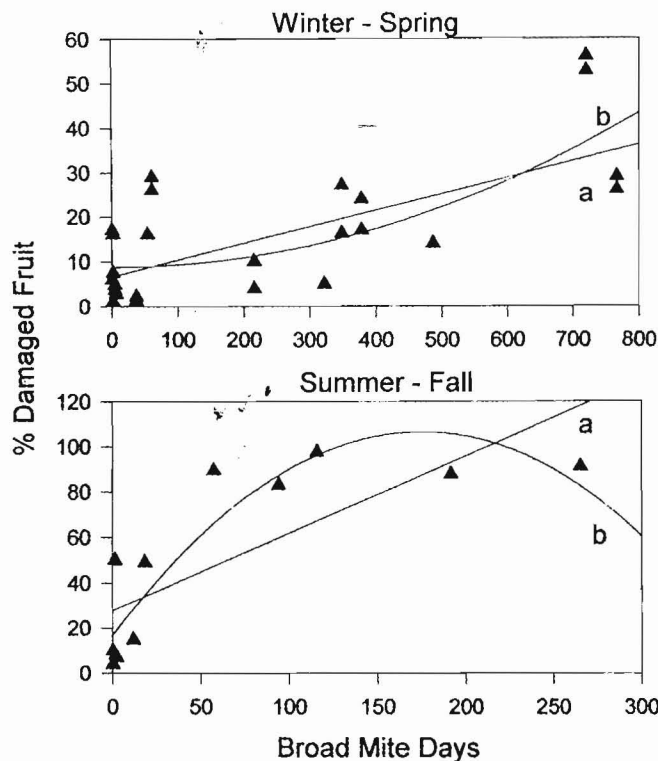 Winter - Spring
60
50
40
30
20
10
0
b
a
0 100 200 300 400 500 600 700 800
% Damaged Fruit
Summer - Fall
120
100
80
60
40
20
0
a
b
0 50 100 150 200 250 300
Broad Mite Days